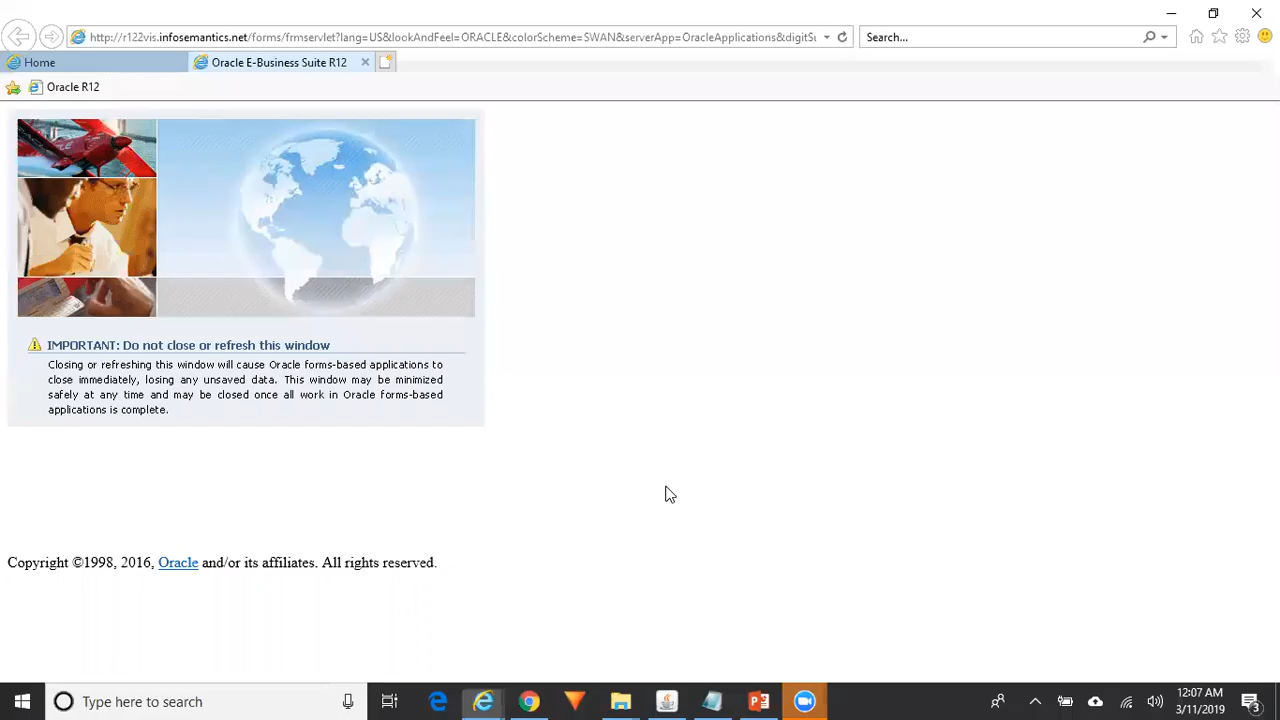 http://r122vis.infosemantics.net/forms/frmservlet?lang=US&lookAndFeel=ORACLE&colorScheme=SWAN&serverApp=OracleApplications&digitSu
Search...
Home
Oracle E-Business Suite R12
Oracle R12
IMPORTANT: Do not close or refresh this window
Closing or refreshing this window will cause Oracle forms-based applications to
close immediately, losing any unsaved data. This window may be minimized
safely at any time and may be closed once all work in Oracle forms-based
applications is complete.
Copyright ©1998, 2016, Oracle and/or its affiliates. All rights reserved.
Type here to search
12:07 AM
3/11/2019
3